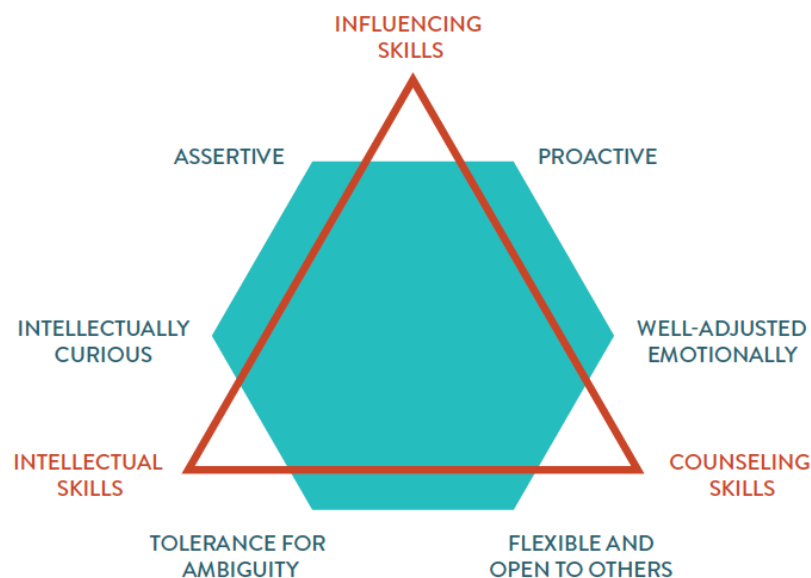 INFLUENCING
SKILLS
ASSERTIVE
PROACTIVE
INTELLECTUALLY
CURIOUS
WELL-ADJUSTED
EMOTIONALLY
INTELLECTUAL
SKILLS
COUNSELING
SKILLS
TOLERANCE FOR
AMBIGUITY
FLEXIBLE AND
OPEN TO OTHERS